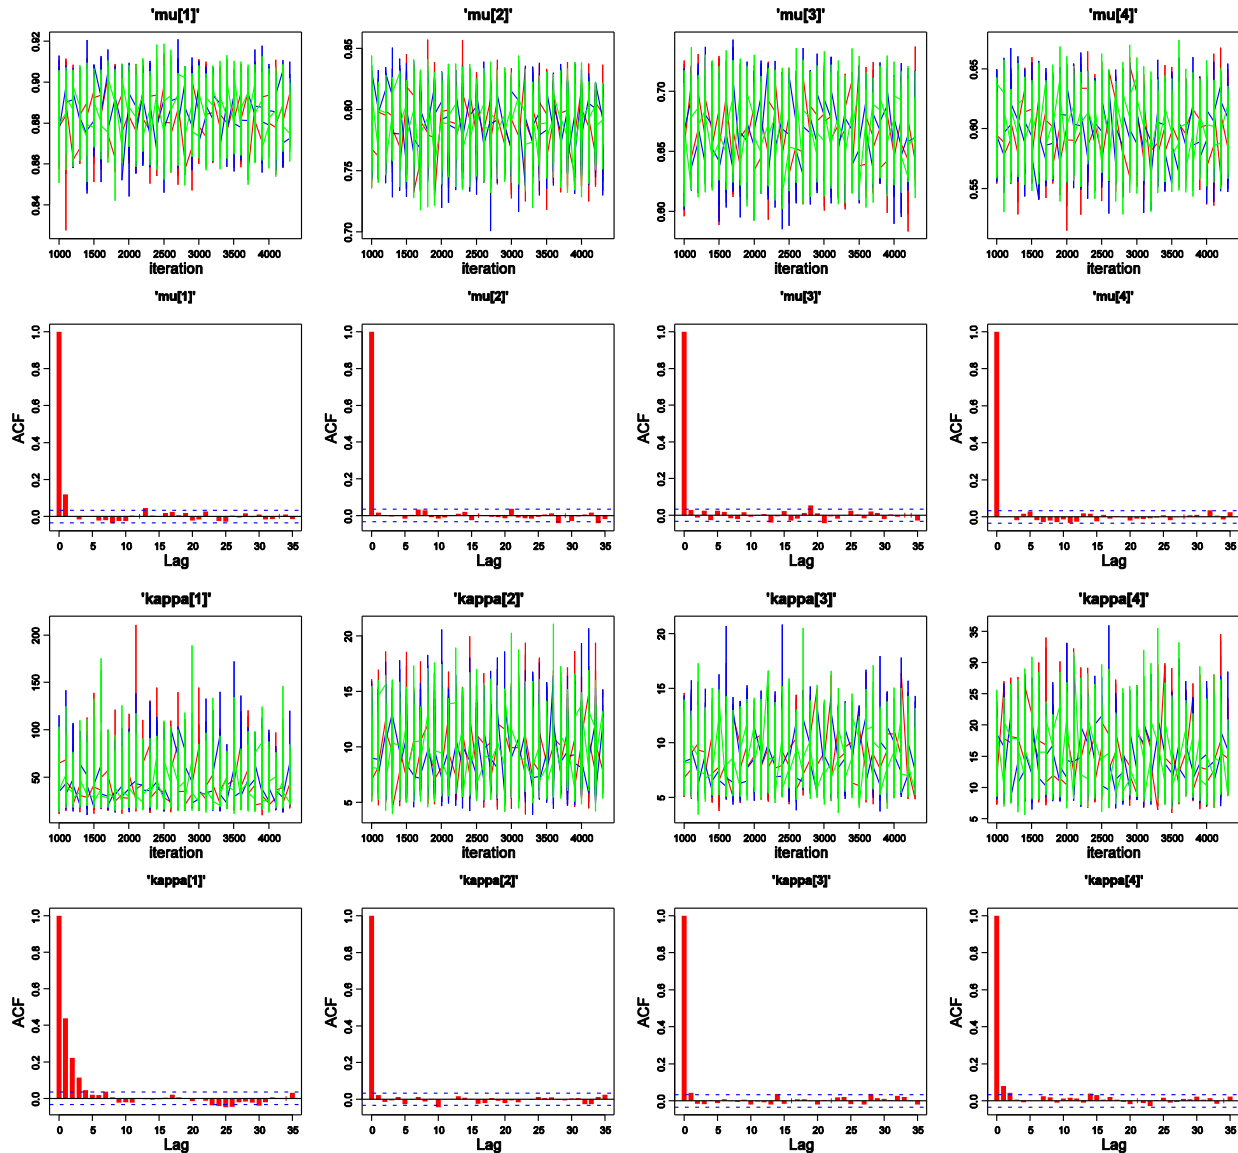 'mu[1]' 'mu[2]' 'mu[3]' 'mu[4]'
0.84 0.86 0.88 0.90 0.92
0.70 0.75 0.80 0.85
0.60 0.65 0.70
0.55 0.60 0.65
1000 1500 2000 2500 3000 3500 4000 1000 1500 2000 2500 3000 3500 4000 1000 1500 2000 2500 3000 3500 4000 1000 1500 2000 2500 3000 3500 4000
iteration iteration iteration iteration
'mu[1]' 'mu[2]' 'mu[3]' 'mu[4]'
ACF ACF ACF ACF
0.0 0.2 0.4 0.6 0.8 1.0
0.0 0.2 0.4 0.6 0.8 1.0
0.0 0.2 0.4 0.6 0.8 1.0
0.0 0.2 0.4 0.6 0.8 1.0
0 5 10 15 20 25 30 35 0 5 10 15 20 25 30 35 0 5 10 15 20 25 30 35 0 5 10 15 20 25 30 35
Lag Lag Lag Lag
'kappa[1]' 'kappa[2]' 'kappa[3]' 'kappa[4]'
50 100 150 200
5 10 15 20
5 10 15 20
5 10 15 20 25 30 35
1000 1500 2000 2500 3000 3500 4000 1000 1500 2000 2500 3000 3500 4000 1000 1500 2000 2500 3000 3500 4000 1000 1500 2000 2500 3000 3500 4000
iteration iteration iteration iteration
'kappa[1]' 'kappa[2]' 'kappa[3]' 'kappa[4]'
ACF ACF ACF ACF
0.0 0.2 0.4 0.6 0.8 1.0
0.0 0.2 0.4 0.6 0.8 1.0
0.0 0.2 0.4 0.6 0.8 1.0
0.0 0.2 0.4 0.6 0.8 1.0
0 5 10 15 20 25 30 35 0 5 10 15 20 25 30 35 0 5 10 15 20 25 30 35 0 5 10 15 20 25 30 35
Lag Lag Lag Lag